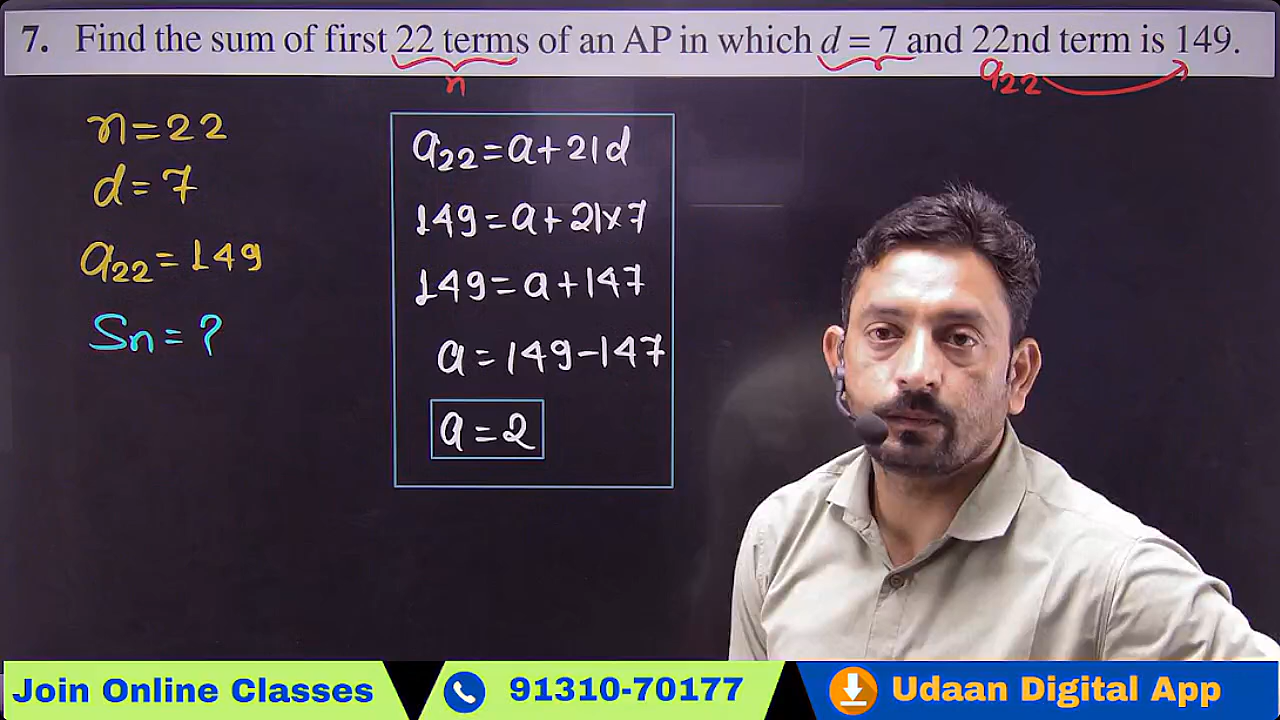 7. Find the sum of first 22 terms of an AP in which d = 7 and 22nd term is 149.
n
a22
n=22
d=7
a22=149
Sn=?
a22=a+21d
149=a+21×7
149=a+147
a=149-147
a=2
Join Online Classes
91310-70177
Udaan Digital App